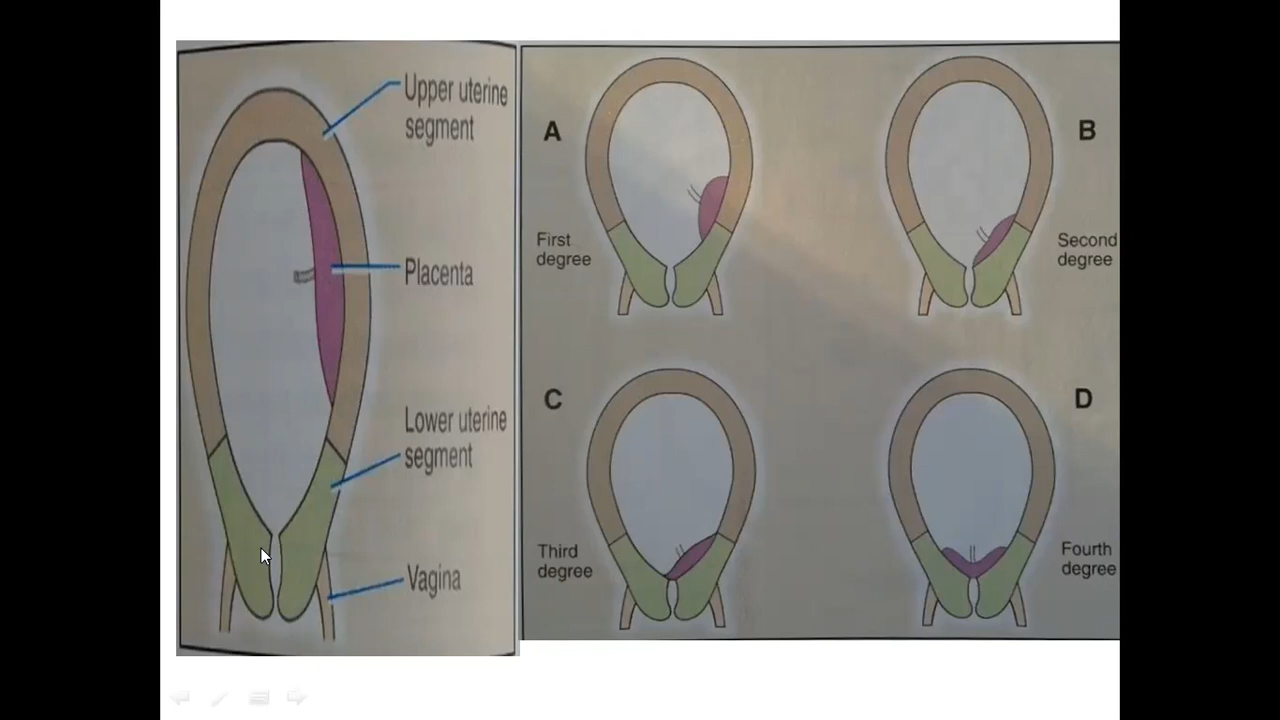 Upper uterine
segment
Placenta
Lower uterine
segment
Vagina
A
First
degree
B
Second
degree
C
Third
degree
D
Fourth
degree